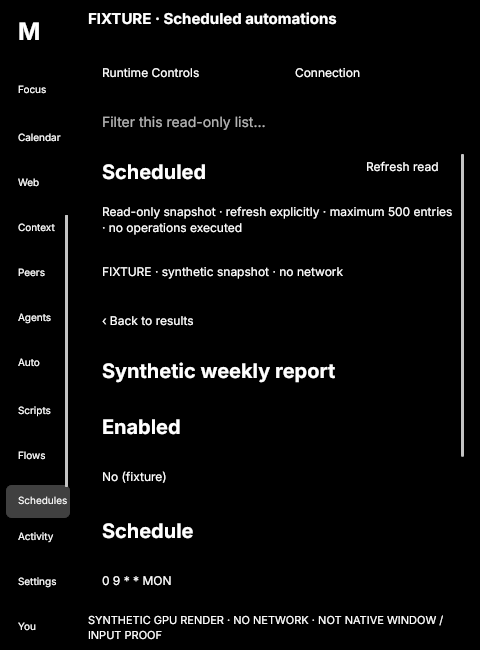 M
FIXTURE · Scheduled automations
Runtime Controls
Connection
Focus
Calendar
Web
Context
Peers
Agents
Auto
Scripts
Flows
Schedules
Activity
Settings
You
Filter this read-only list...
Scheduled
Refresh read
Read-only snapshot · refresh explicitly · maximum 500 entries
· no operations executed
FIXTURE · synthetic snapshot · no network
‹ Back to results
Synthetic weekly report
Enabled
No (fixture)
Schedule
0 9 * * MON
SYNTHETIC GPU RENDER · NO NETWORK · NOT NATIVE WINDOW /
INPUT PROOF